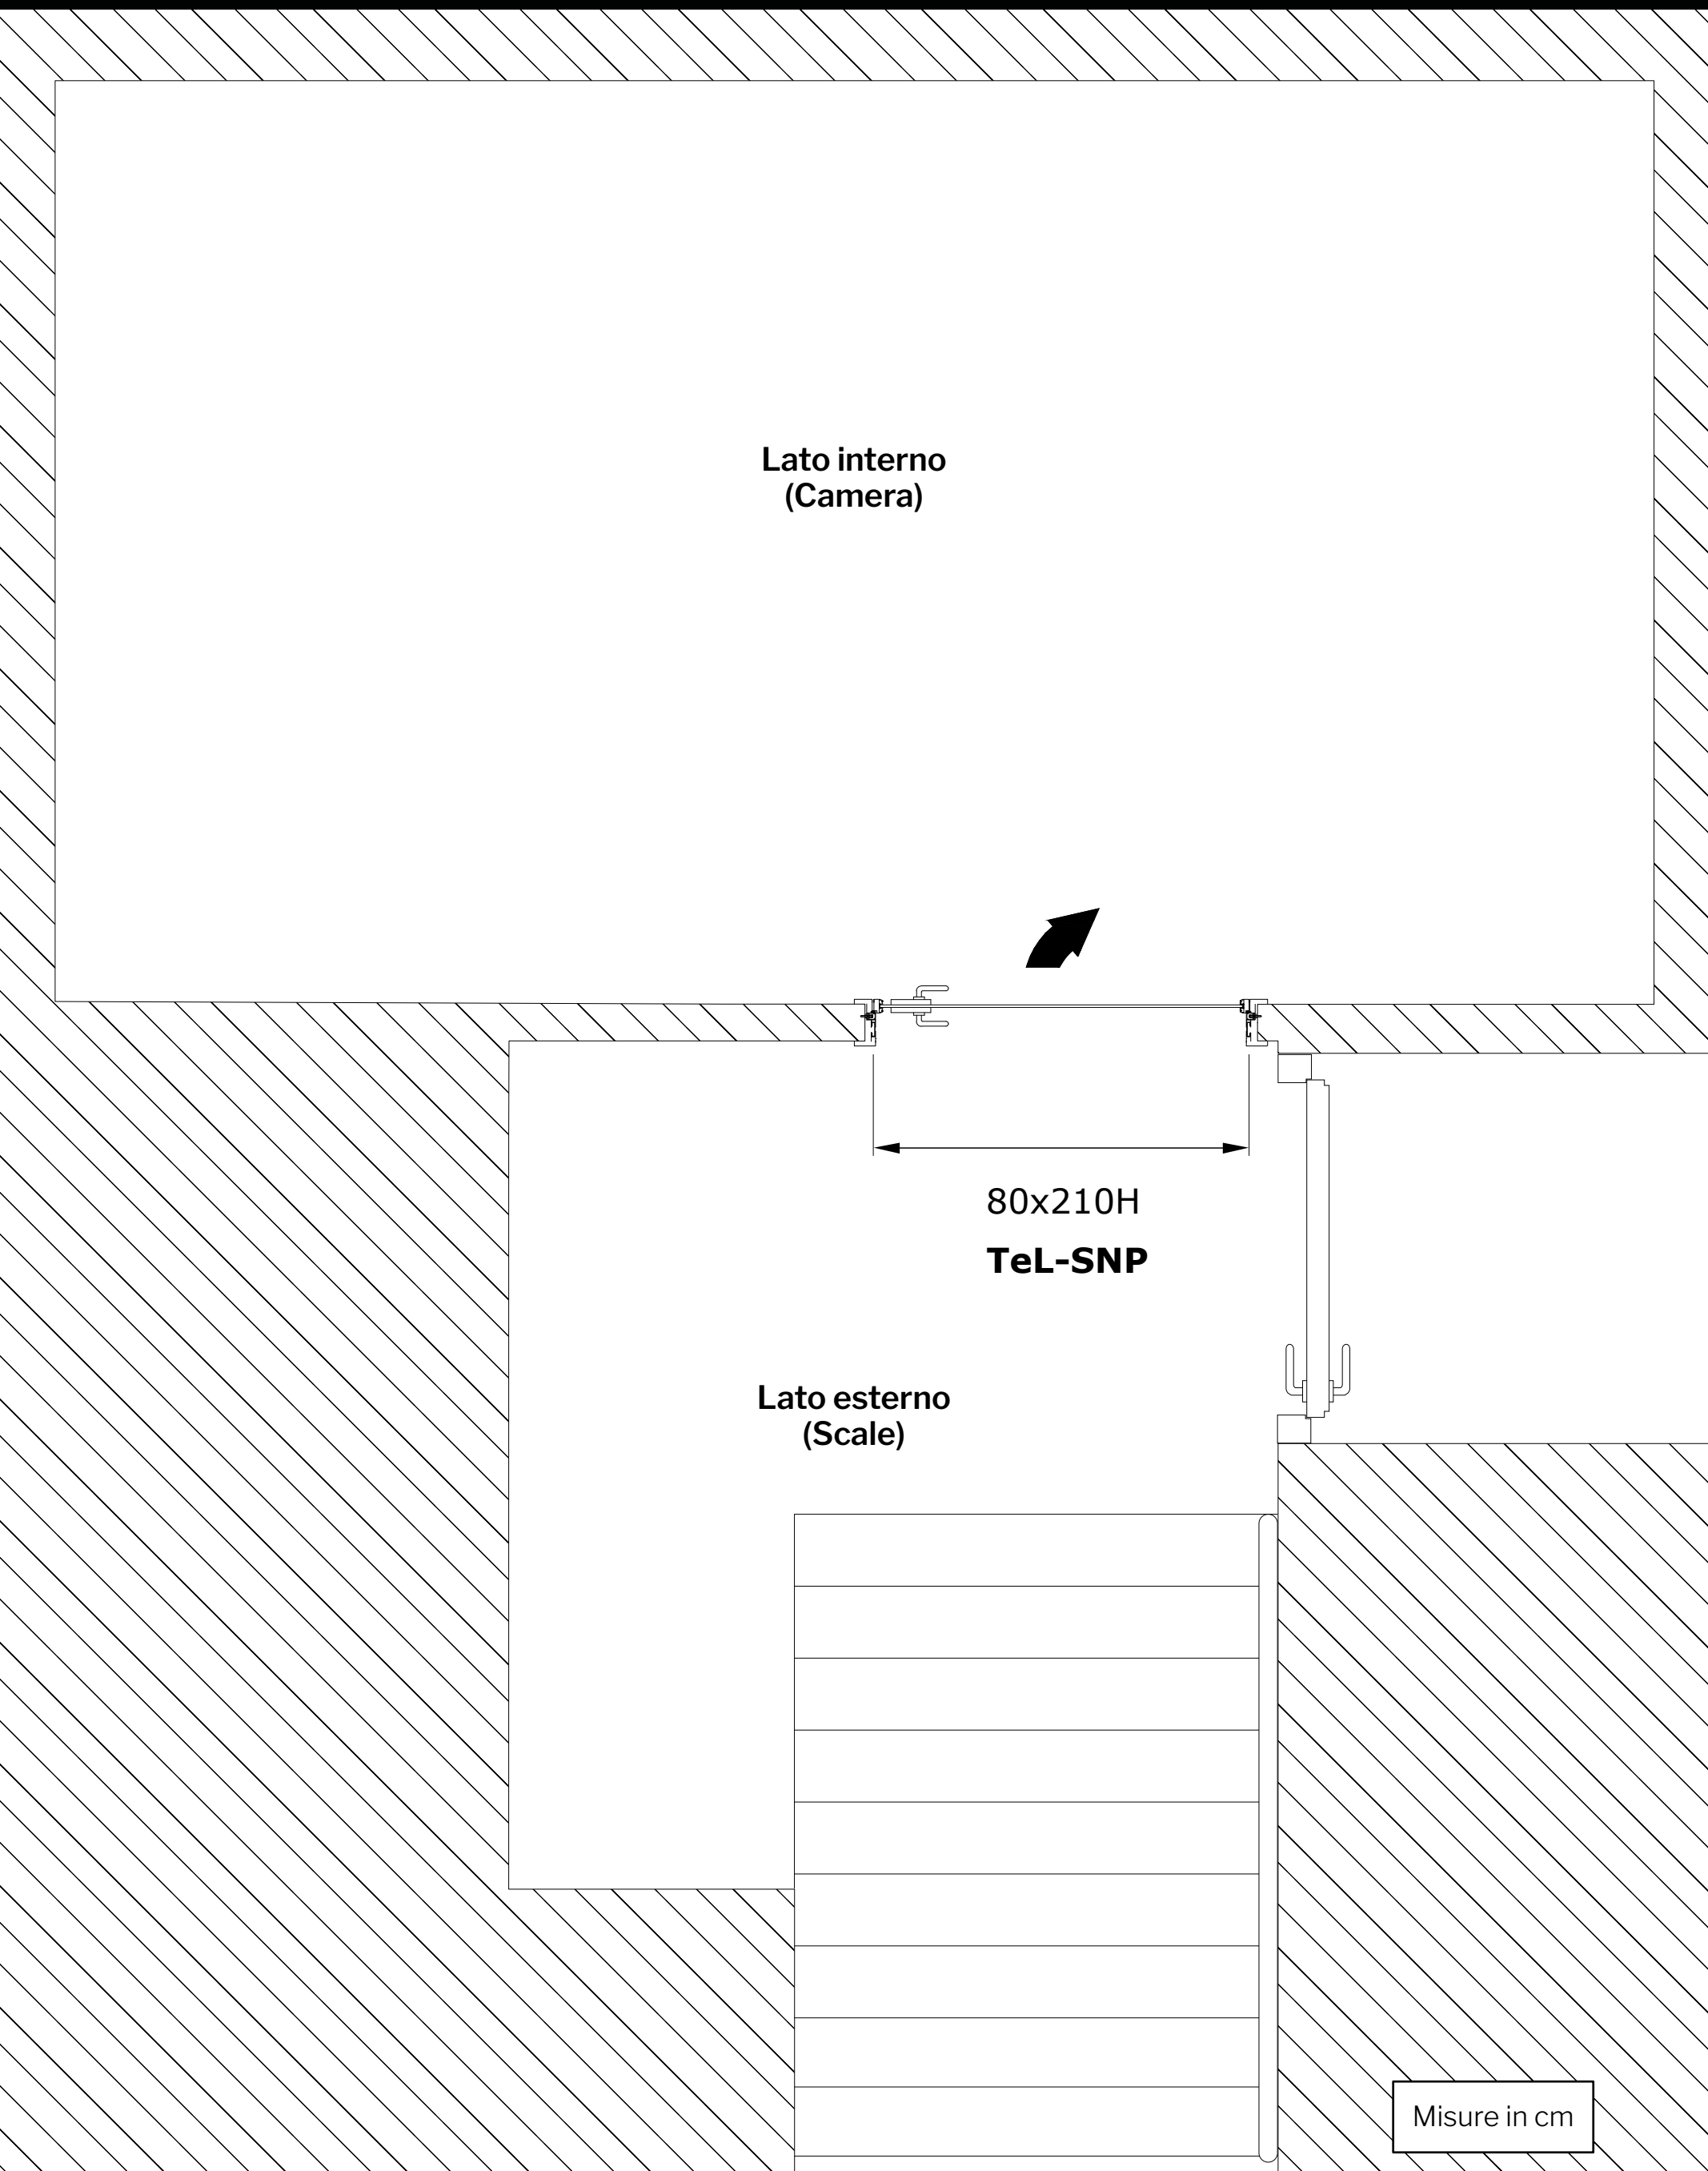 Lato interno
(Camera)
80x210H
TeL-SNP
Lato esterno
(Scale)
Misure in cm